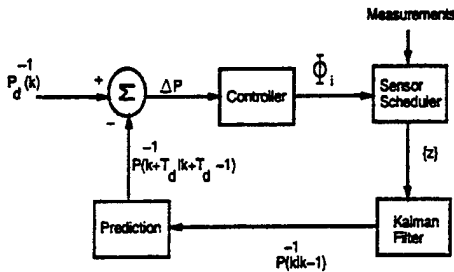 Measurements
P_d^{-1}(k)
+
Σ
ΔP
Controller
Φ_i
Sensor
Scheduler
-
P^{-1}(k+T_d|k+T_d-1)
{z}
Prediction
Kalman
Filter
P^{-1}(k|k-1)